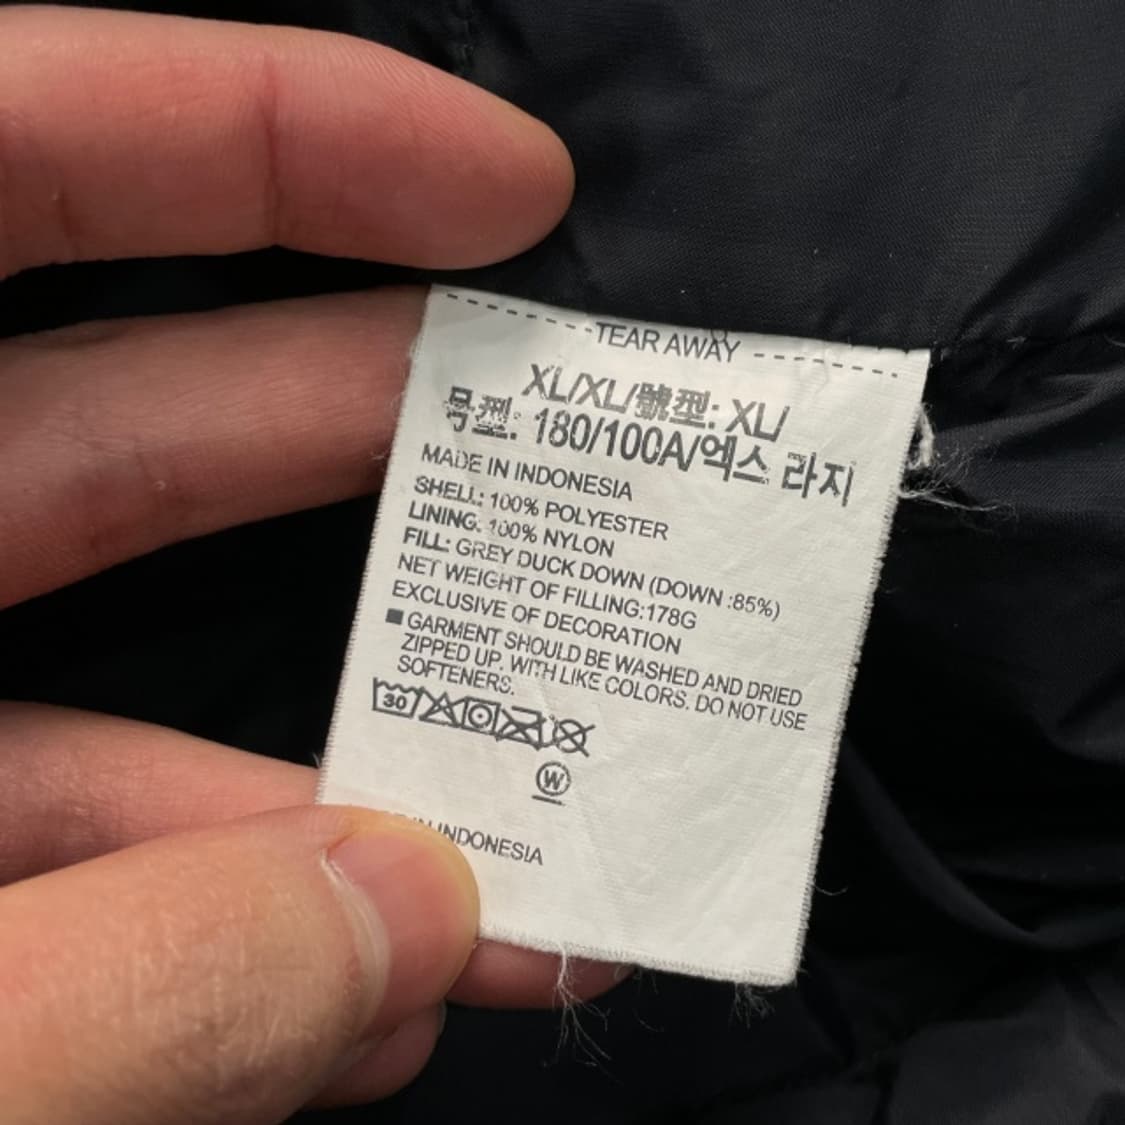 TEAR AWAY
XL/XL/號型: XL/
号型: 180/100A/엑스 라지
MADE IN INDONESIA
SHELL: 100% POLYESTER
LINING: 100% NYLON
FILL: GREY DUCK DOWN (DOWN :85%)
NET WEIGHT OF FILLING:178G
EXCLUSIVE OF DECORATION
■ GARMENT SHOULD BE WASHED AND DRIED
ZIPPED UP. WITH LIKE COLORS. DO NOT USE
SOFTENERS.
30
W
IN INDONESIA